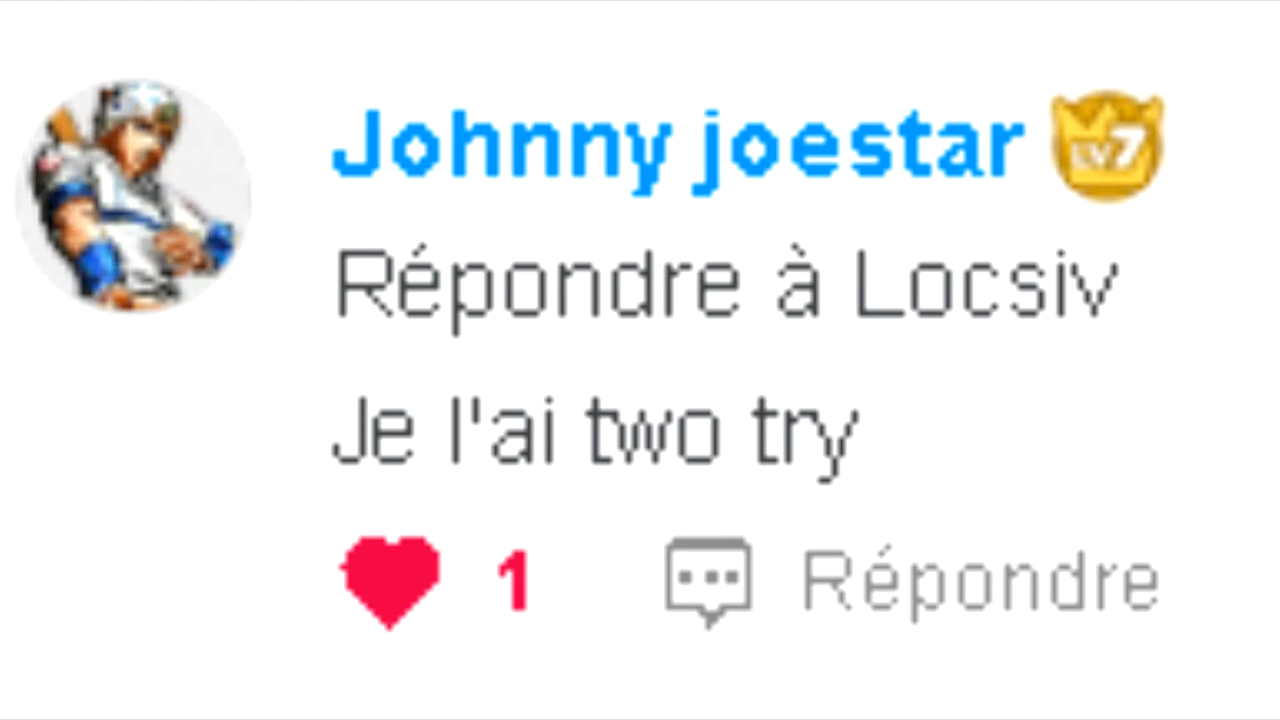 Johnny joestar LV7
Répondre à Locsiv
Je l'ai two try
1 Répondre